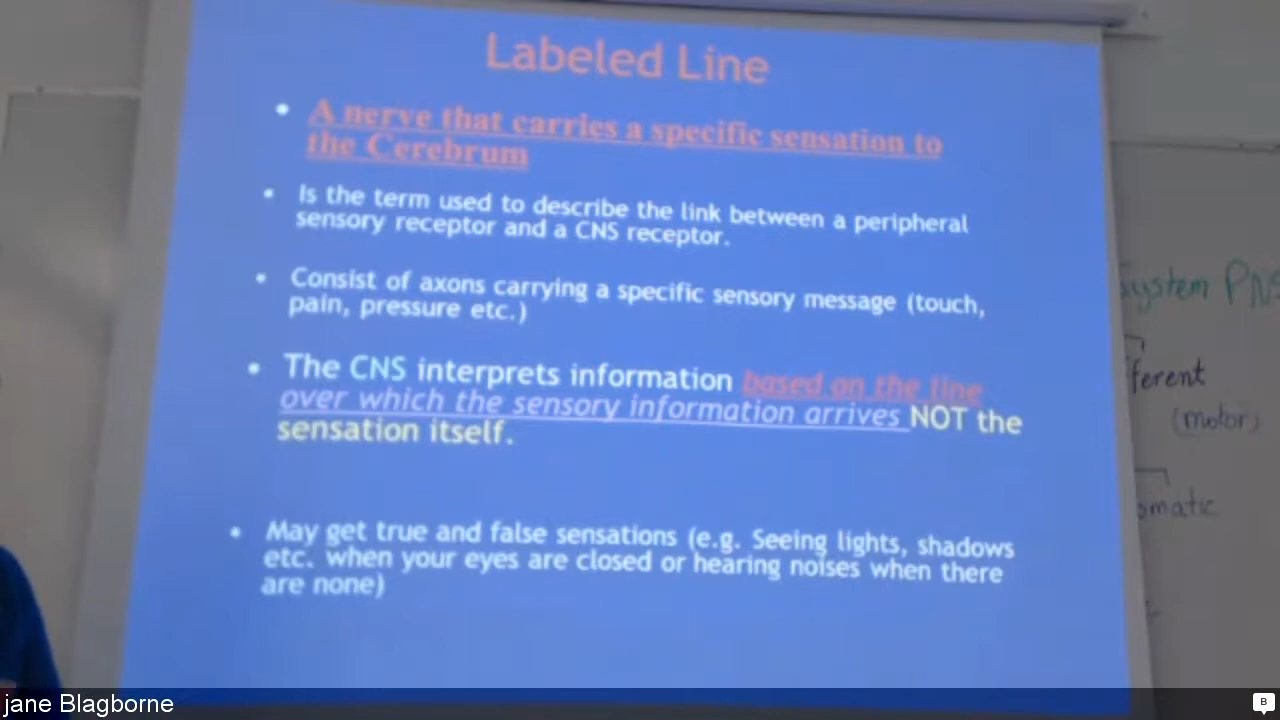 Labeled Line
• A nerve that carries a specific sensation to
the Cerebrum
• Is the term used to describe the link between a peripheral
sensory receptor and a CNS receptor.
• Consist of axons carrying a specific sensory message (touch,
pain, pressure etc.)
• The CNS interprets information based on the line
over which the sensory information arrives NOT the
sensation itself.
• May get true and false sensations (e.g. Seeing lights, shadows
etc. when your eyes are closed or hearing noises when there
are none)
system PNS
fferent
(motor)
omatic
jane Blagborne
B